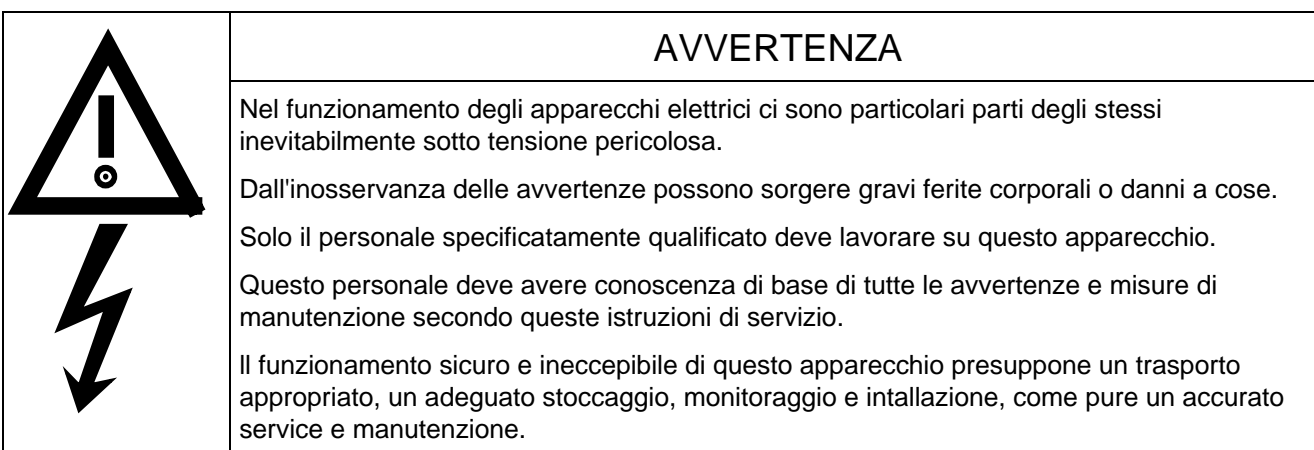 AVVERTENZA
Nel funzionamento degli apparecchi elettrici ci sono particolari parti degli stessi
inevitabilmente sotto tensione pericolosa.
Dall'inosservanza delle avvertenze possono sorgere gravi ferite corporali o danni a cose.
Solo il personale specificatamente qualificato deve lavorare su questo apparecchio.
Questo personale deve avere conoscenza di base di tutte le avvertenze e misure di
manutenzione secondo queste istruzioni di servizio.
Il funzionamento sicuro e ineccepibile di questo apparecchio presuppone un trasporto
appropriato, un adeguato stoccaggio, monitoraggio e intallazione, come pure un accurato
service e manutenzione.